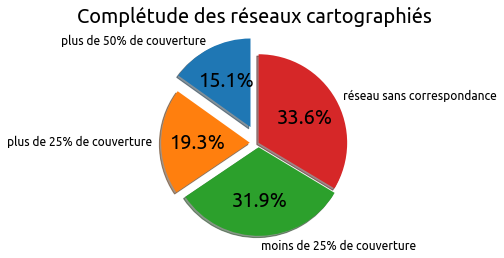 Complétude des réseaux cartographiés
plus de 50% de couverture
15.1%
réseau sans correspondance
33.6%
plus de 25% de couverture
19.3%
31.9%
moins de 25% de couverture